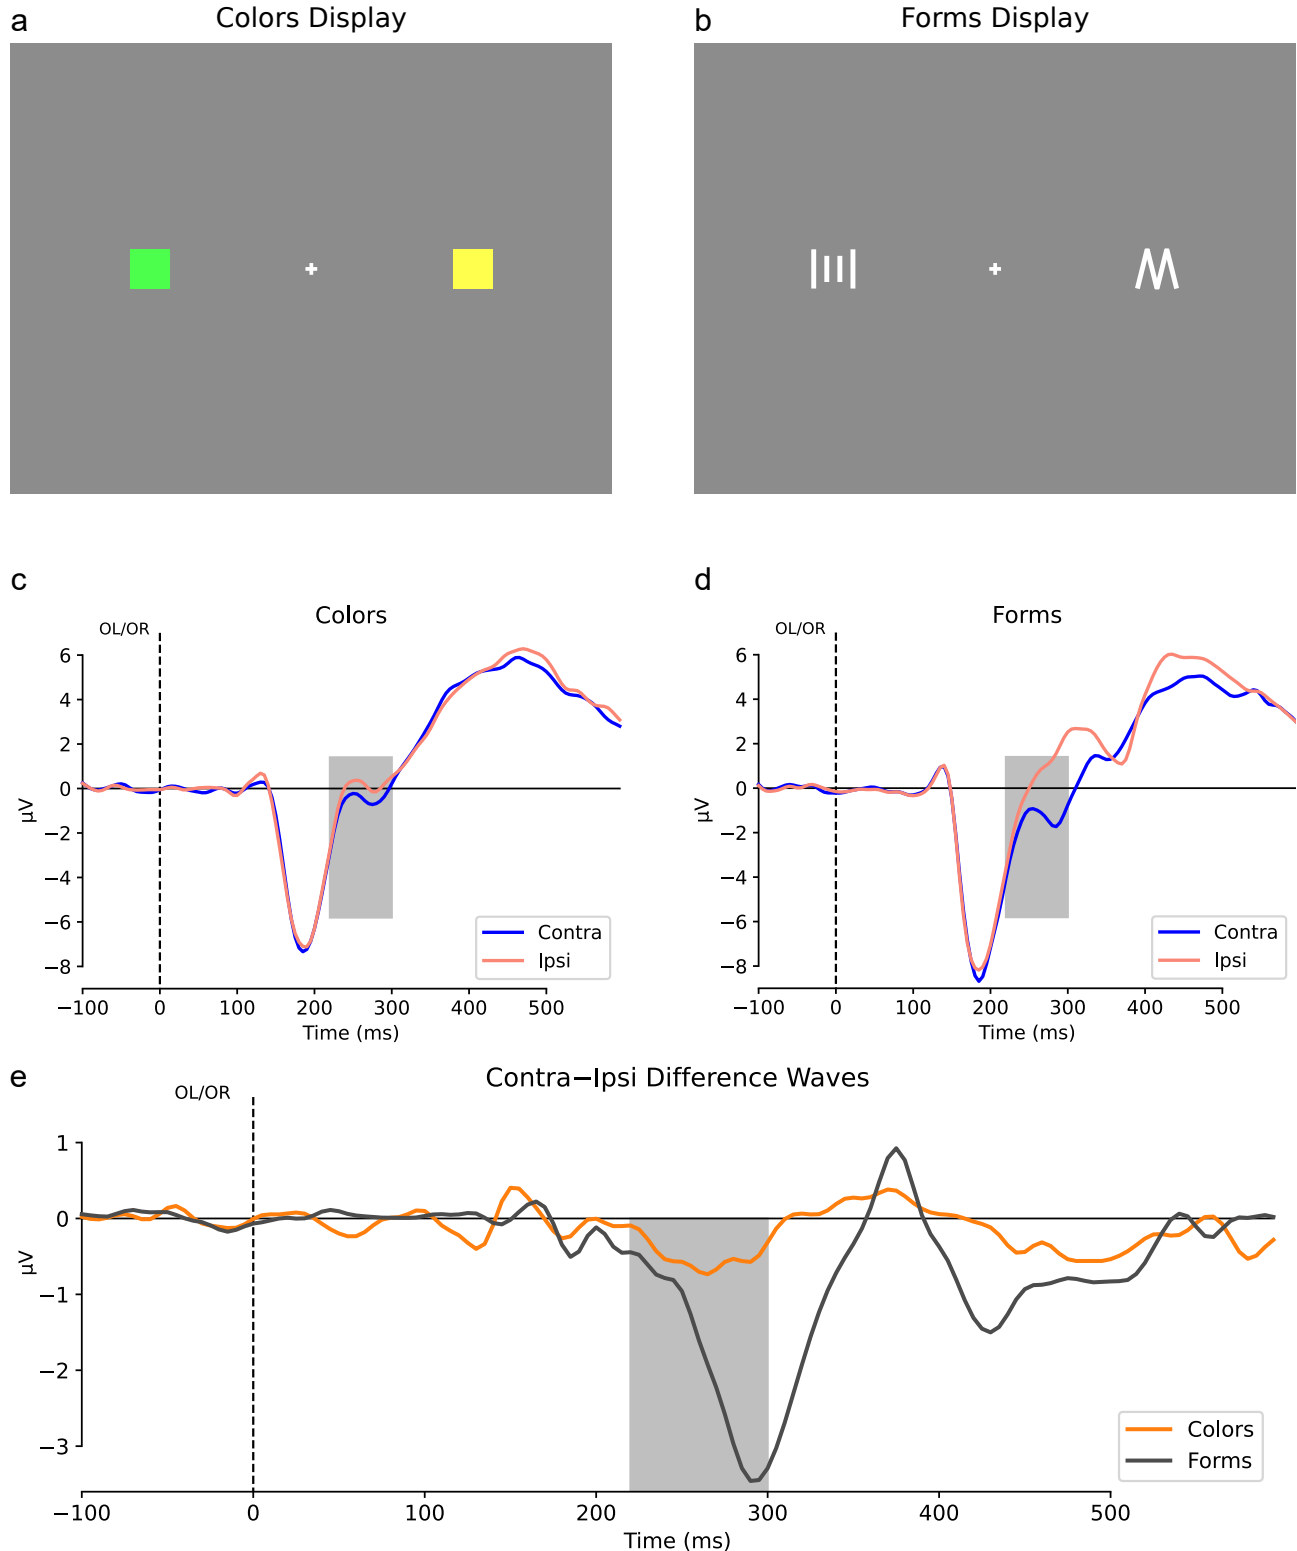 a
Colors Display
b
Forms Display
c
Colors
OL/OR
6
4
2
0
−2
−4
−6
−8
µV
−100 0 100 200 300 400 500
Time (ms)
Contra
Ipsi
d
Forms
OL/OR
6
4
2
0
−2
−4
−6
−8
µV
−100 0 100 200 300 400 500
Time (ms)
Contra
Ipsi
e
Contra−Ipsi Difference Waves
OL/OR
1
0
−1
−2
−3
µV
−100 0 100 200 300 400 500
Time (ms)
Colors
Forms